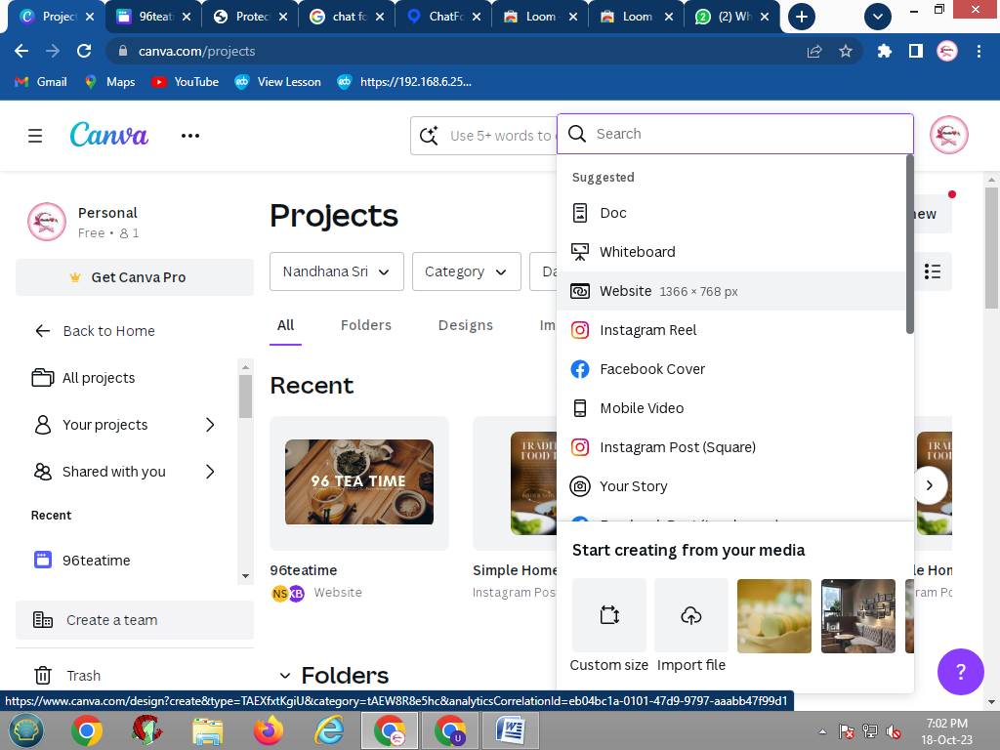 Projec
96teati
Protec
chat fo
ChatFo
Loom
Loom
(2) Wh
canva.com/projects
Gmail
Maps
YouTube
View Lesson
https://192.168.6.25...
Canva
Use 5+ words to
Search
Suggested
Doc
Whiteboard
Website 1366 × 768 px
Instagram Reel
Facebook Cover
Mobile Video
Instagram Post (Square)
Your Story
Start creating from your media
Custom size
Import file
Personal
Free • 1
Get Canva Pro
Back to Home
All projects
Your projects
Shared with you
Recent
96teatime
Create a team
Trash
Projects
Nandhana Sri
Category
Da
new
All
Folders
Designs
Im
Recent
96 TEA TIME
96teatime
NS
KB
Website
TRADIT
FOOD
Simple Home
Instagram Pos
TRADI
FOO
le Hom
ram Po
Folders
?
https://www.canva.com/design?create&type=TAEXfxtKgiU&category=tAEW8R8e5hc&analyticsCorrelationId=eb04bc1a-0101-47d9-9797-aaabb47f99d1
7:02 PM
18-Oct-23